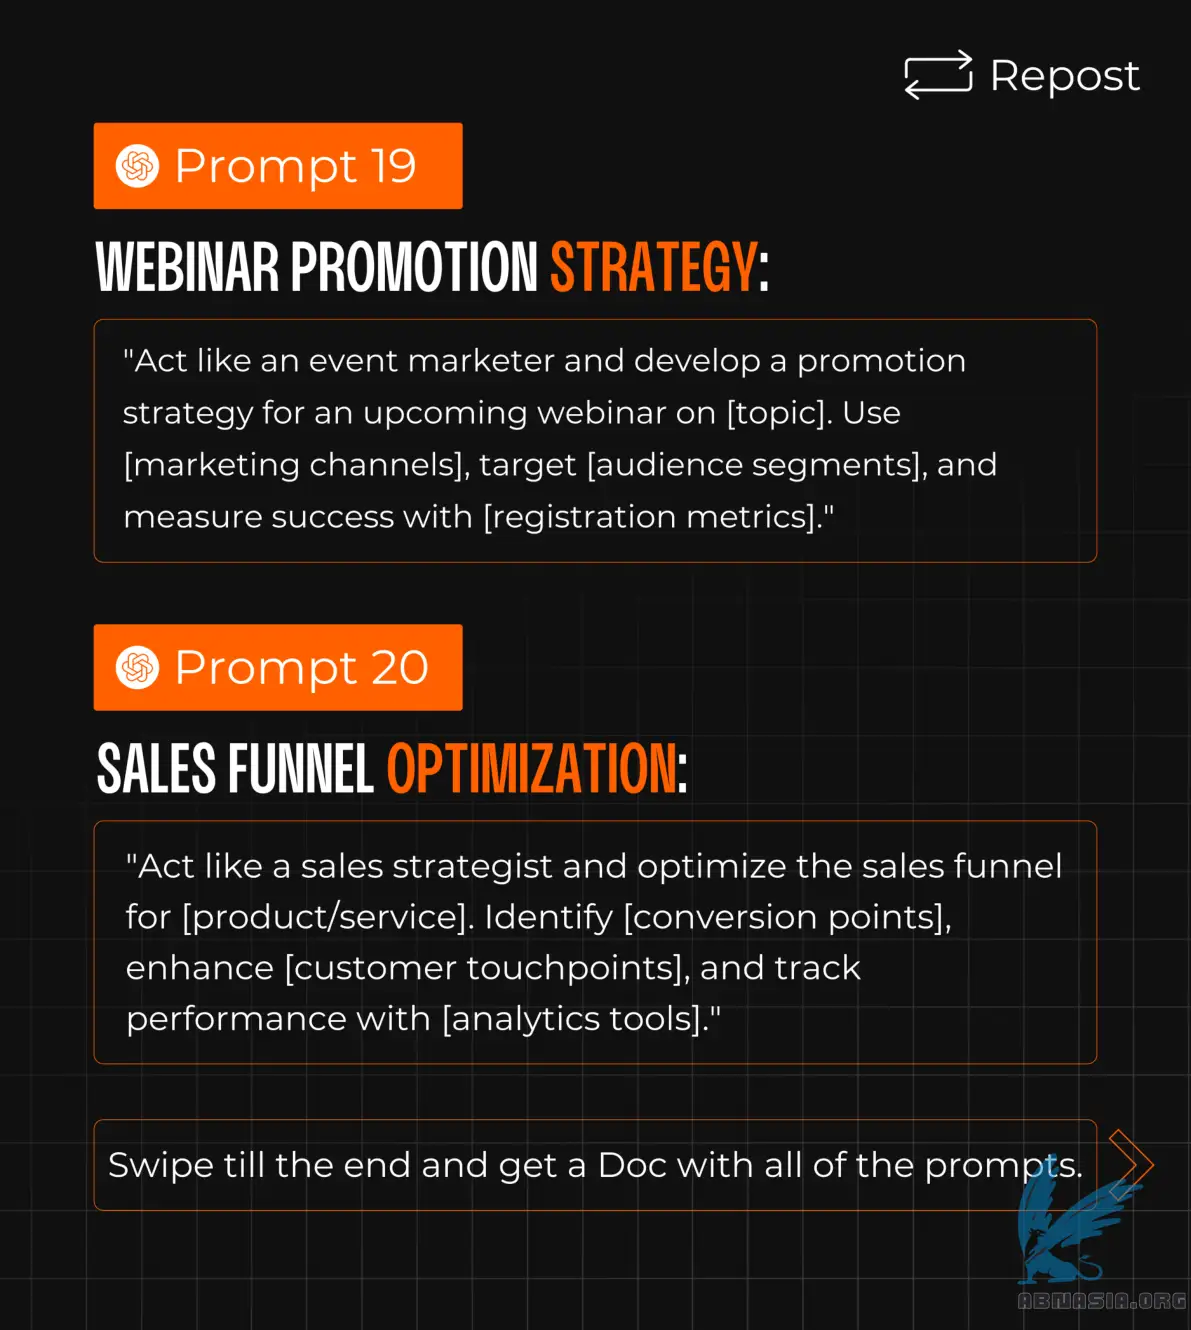 Repost
Prompt 19
WEBINAR PROMOTION STRATEGY:
"Act like an event marketer and develop a promotion
strategy for an upcoming webinar on [topic]. Use
[marketing channels], target [audience segments], and
measure success with [registration metrics]."
Prompt 20
SALES FUNNEL OPTIMIZATION:
"Act like a sales strategist and optimize the sales funnel
for [product/service]. Identify [conversion points],
enhance [customer touchpoints], and track
performance with [analytics tools]."
Swipe till the end and get a Doc with all of the prompts.
ABNASIA.ORG